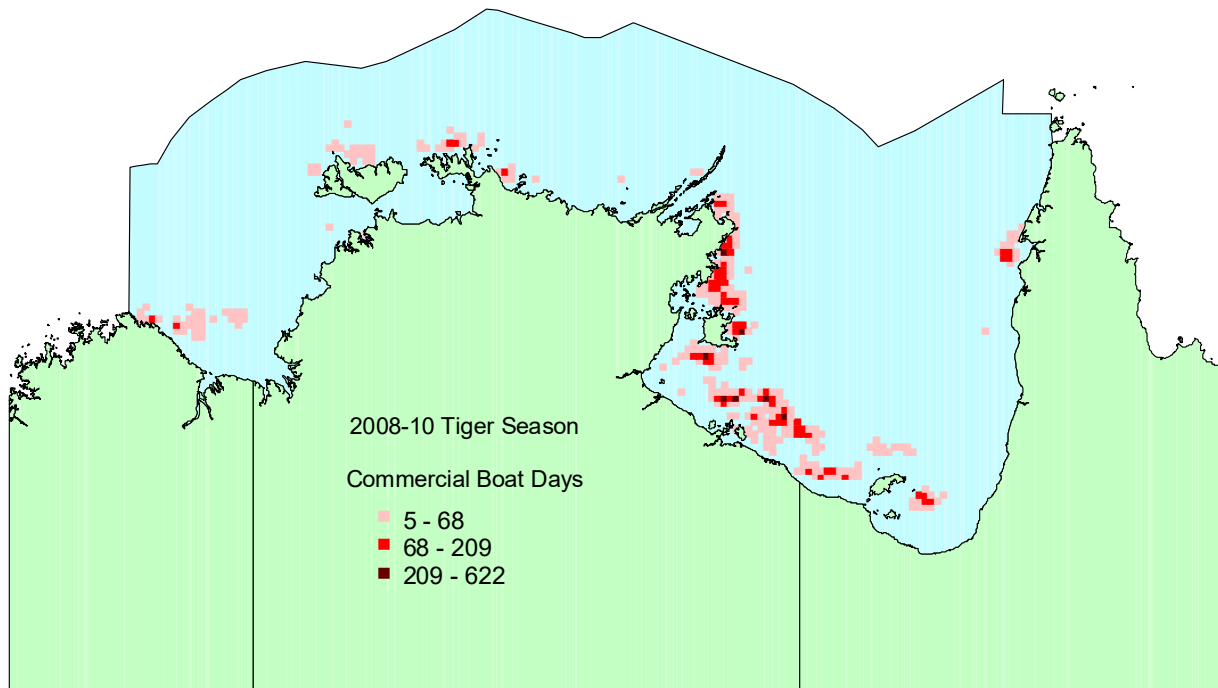 2008-10 Tiger Season
Commercial Boat Days
5 - 68
68 - 209
209 - 622